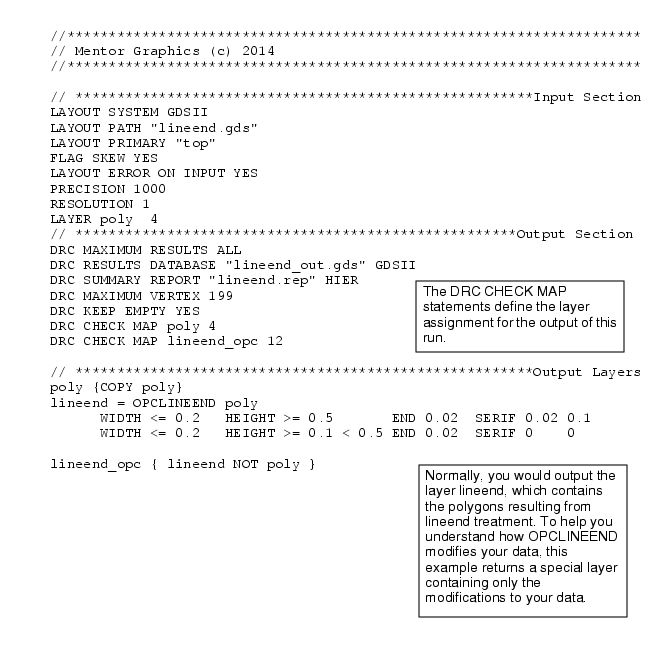 //********************************************************************
// Mentor Graphics (c) 2014
//********************************************************************
// *******************************************************Input Section
LAYOUT SYSTEM GDSII
LAYOUT PATH "lineend.gds"
LAYOUT PRIMARY "top"
FLAG SKEW YES
LAYOUT ERROR ON INPUT YES
PRECISION 1000
RESOLUTION 1
LAYER poly  4
// *****************************************************Output Section
DRC MAXIMUM RESULTS ALL
DRC RESULTS DATABASE "lineend_out.gds" GDSII
DRC SUMMARY REPORT "lineend.rep" HIER
DRC MAXIMUM VERTEX 199
DRC KEEP EMPTY YES
DRC CHECK MAP poly 4
DRC CHECK MAP lineend_opc 12
The DRC CHECK MAP
statements define the layer
assignment for the output of this
run.
// *******************************************************Output Layers
poly {COPY poly}
lineend = OPCLINEEND poly
      WIDTH <= 0.2   HEIGHT >= 0.5       END 0.02  SERIF 0.02 0.1
      WIDTH <= 0.2   HEIGHT >= 0.1 < 0.5 END 0.02  SERIF 0    0
lineend_opc { lineend NOT poly }
Normally, you would output the
layer lineend, which contains
the polygons resulting from
lineend treatment. To help you
understand how OPCLINEEND
modifies your data, this
example returns a special layer
containing only the
modifications to your data.